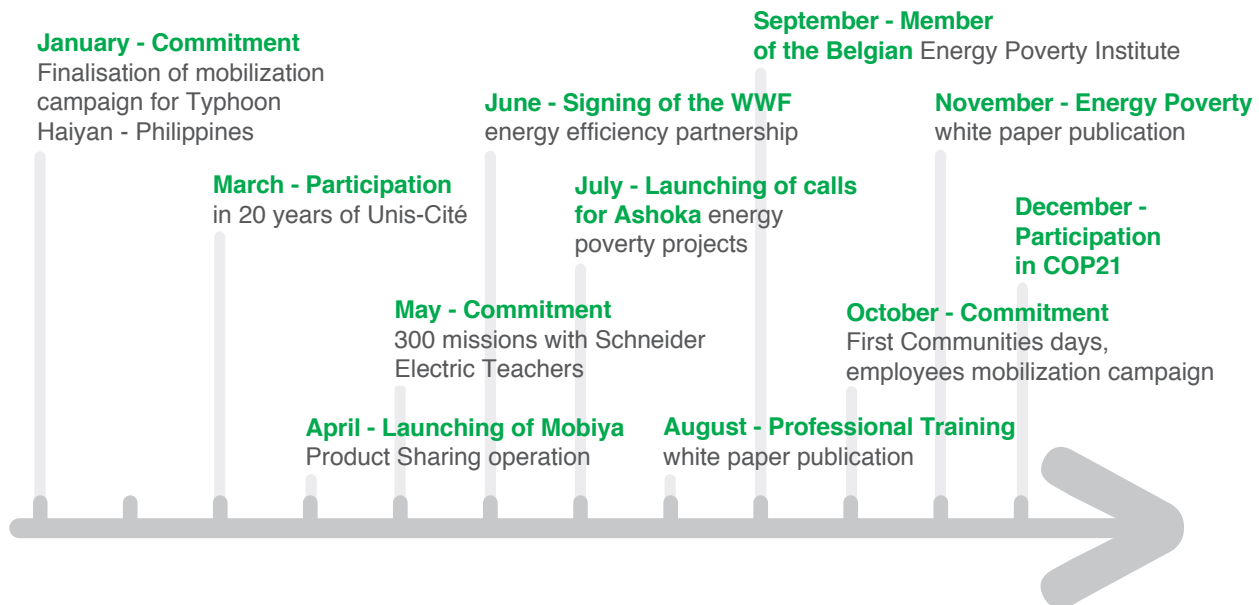 January - Commitment
Finalisation of mobilization
campaign for Typhoon
Haiyan - Philippines
March - Participation
in 20 years of Unis-Cité
April - Launching of Mobiya
Product Sharing operation
May - Commitment
300 missions with Schneider
Electric Teachers
June - Signing of the WWF
energy efficiency partnership
July - Launching of calls
for Ashoka energy
poverty projects
August - Professional Training
white paper publication
September - Member
of the Belgian Energy Poverty Institute
October - Commitment
First Communities days,
employees mobilization campaign
November - Energy Poverty
white paper publication
December -
Participation
in COP21